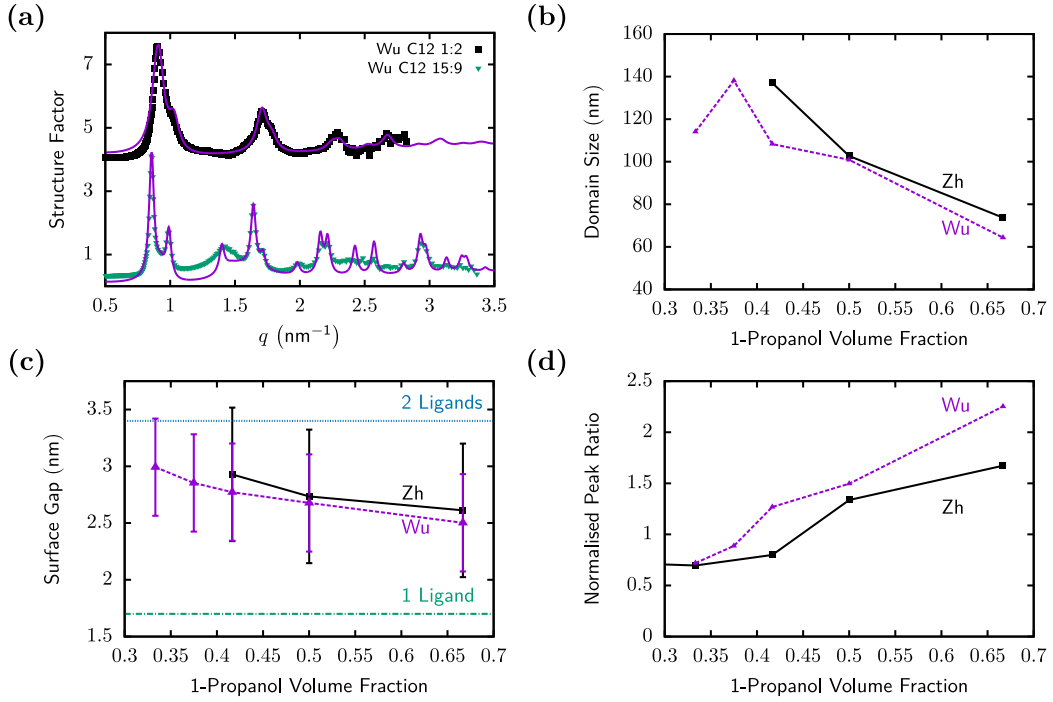 (a)
Structure Factor
7
5
3
1
Wu C12 1:2
Wu C12 15:9
0.5 1 1.5 2 2.5 3 3.5
q (nm⁻¹)
(b)
Domain Size (nm)
160
140
120
100
80
60
40
Zh
Wu
0.3 0.35 0.4 0.45 0.5 0.55 0.6 0.65 0.7
1-Propanol Volume Fraction
(c)
Surface Gap (nm)
3.5
3
2.5
2
1.5
2 Ligands
Zh
Wu
1 Ligand
0.3 0.35 0.4 0.45 0.5 0.55 0.6 0.65 0.7
1-Propanol Volume Fraction
(d)
Normalised Peak Ratio
2.5
2
1.5
1
0.5
0
Wu
Zh
0.3 0.35 0.4 0.45 0.5 0.55 0.6 0.65 0.7
1-Propanol Volume Fraction